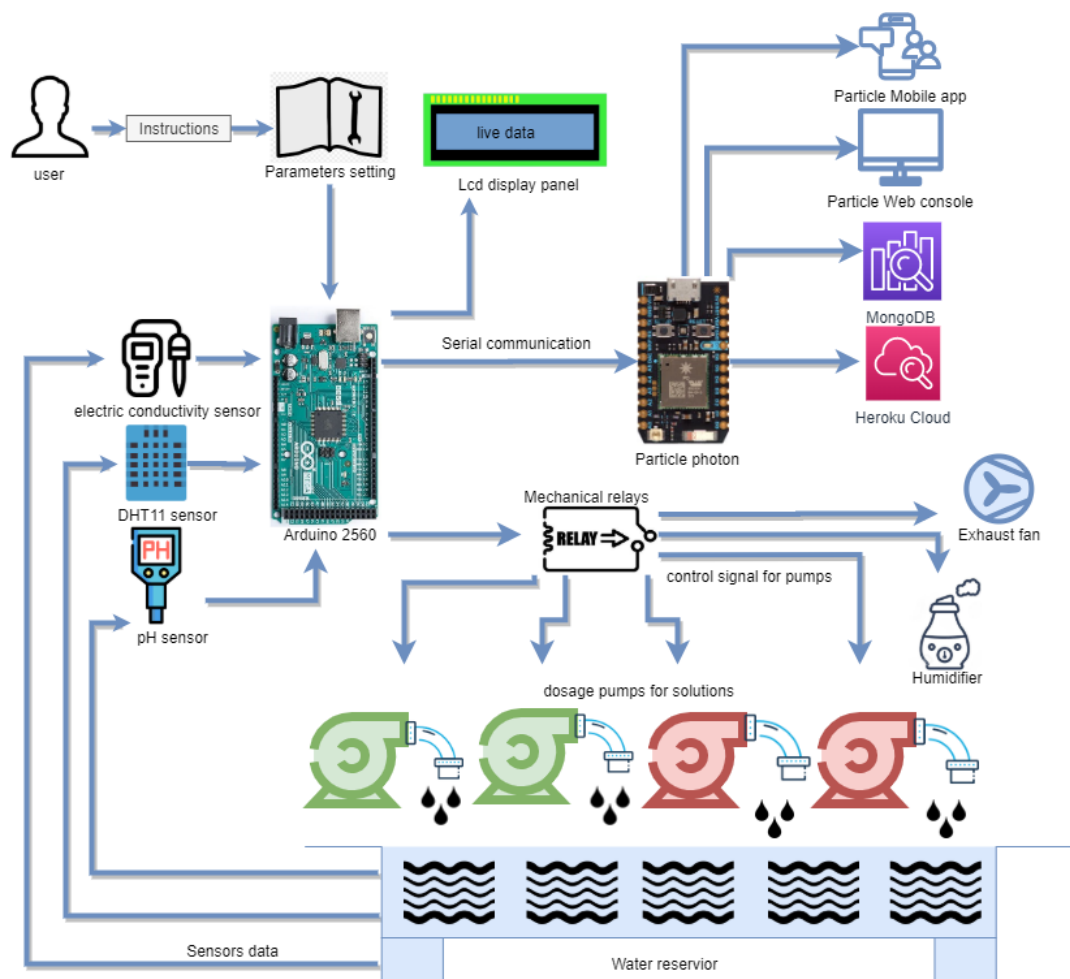 Particle Mobile app
Instructions
live data
user
Parameters setting
Lcd display panel
Particle Web console
MongoDB
Serial communication
electric conductivity sensor
Heroku Cloud
Particle photon
DHT11 sensor
Mechanical relays
Arduino 2560
RELAY
Exhaust fan
PH
control signal for pumps
pH sensor
Humidifier
dosage pumps for solutions
Sensors data
Water reservior